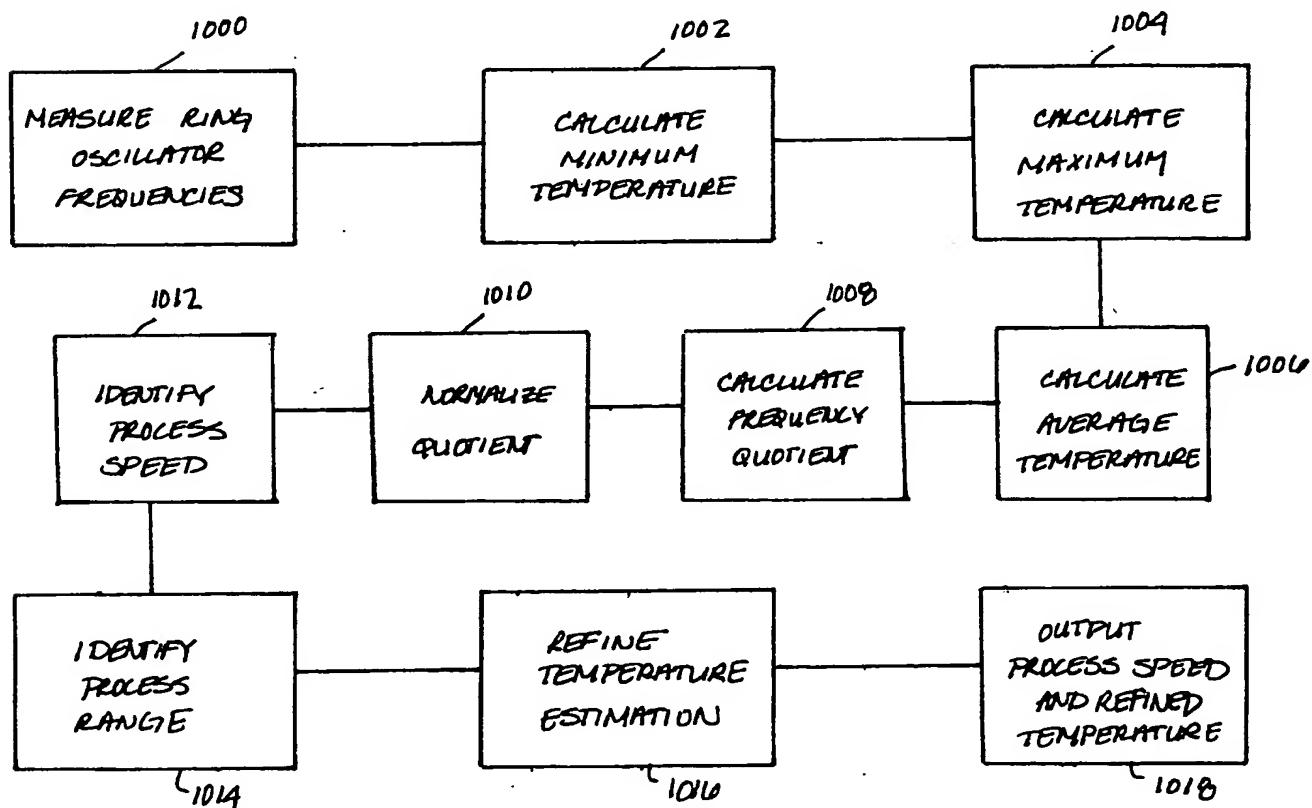 1000
MEASURE RING
OSCILLATOR
FREQUENCIES
1002
CALCULATE
MINIMUM
TEMPERATURE
1004
CALCULATE
MAXIMUM
TEMPERATURE
1006
CALCULATE
AVERAGE
TEMPERATURE
1008
CALCULATE
FREQUENCY
QUOTIENT
1010
NORMALIZE
QUOTIENT
1012
IDENTIFY
PROCESS
SPEED
IDENTIFY
PROCESS
RANGE
1014
REFINE
TEMPERATURE
ESTIMATION
1016
OUTPUT
PROCESS SPEED
AND REFINED
TEMPERATURE
1018